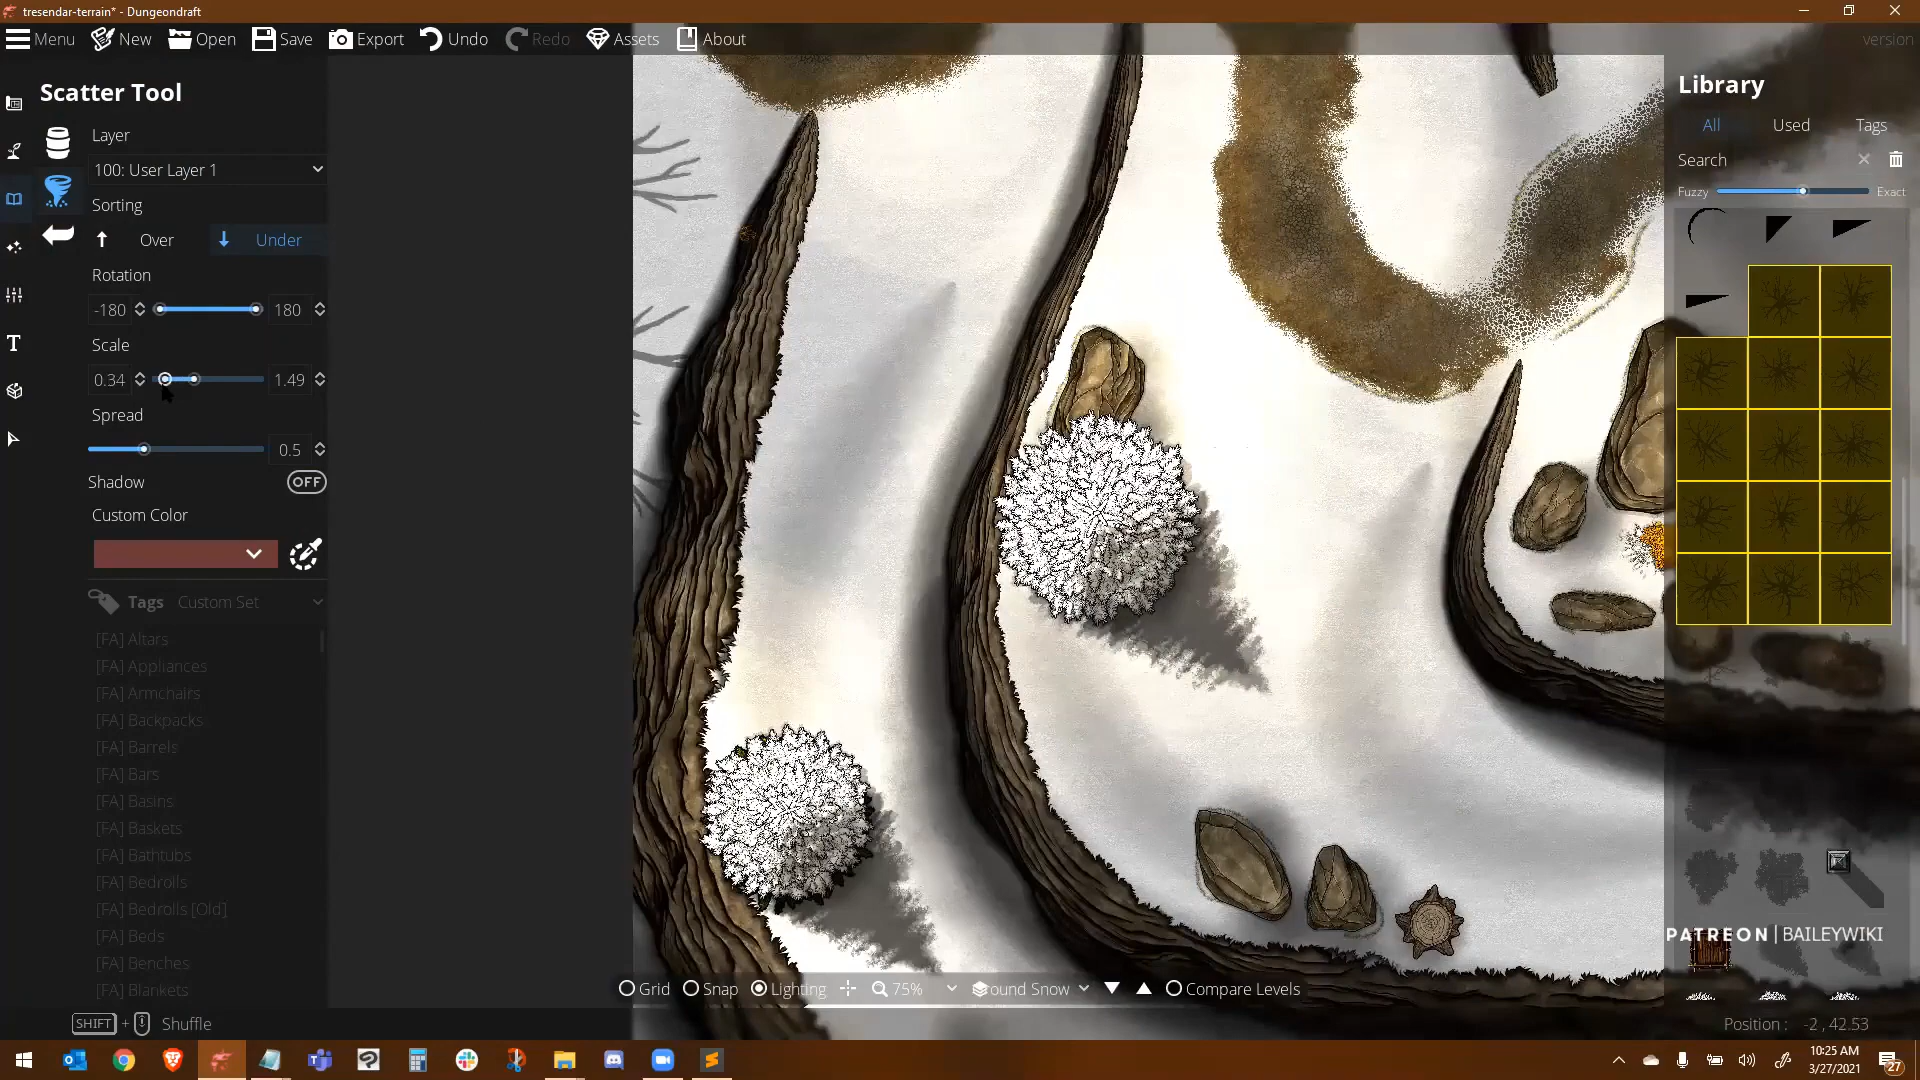 tresendar-terrain* - Dungeondraft
Menu New Open Save Export Undo Redo Assets About version
Scatter Tool
Layer
100: User Layer 1
Sorting
Over Under
Rotation
-180 180
Scale
0.34 1.49
Spread
0.5
Shadow OFF
Custom Color
Tags Custom Set
[FA] Altars
[FA] Appliances
[FA] Armchairs
[FA] Backpacks
[FA] Barrels
[FA] Bars
[FA] Basins
[FA] Baskets
[FA] Bathtubs
[FA] Bedrolls
[FA] Bedrolls [Old]
[FA] Beds
[FA] Benches
[FA] Blankets
SHIFT + Shuffle
Grid Snap Lighting 75% round Snow Compare Levels
Library
All Used Tags
Search
Fuzzy Exact
PATREON | BAILEYWIKI
Position : -2 , 42.53
10:25 AM
3/27/2021
27